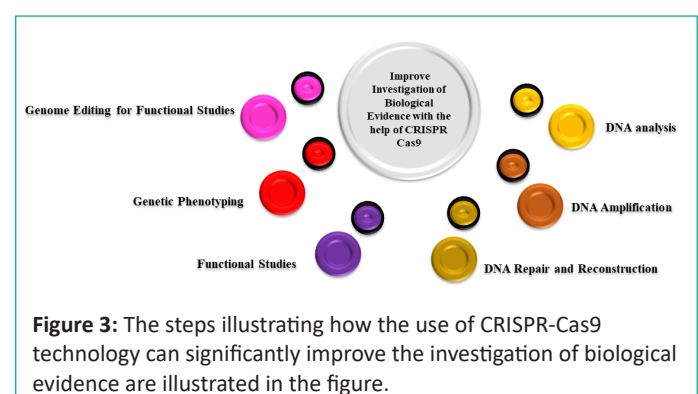 Improve
Investigation of
Biological
Evidence with the
help of CRISPR
Cas9
Genome Editing for Functional Studies
DNA analysis
Genetic Phenotyping
DNA Amplification
Functional Studies
DNA Repair and Reconstruction
Figure 3: The steps illustrating how the use of CRISPR-Cas9
technology can significantly improve the investigation of biological
evidence are illustrated in the figure.